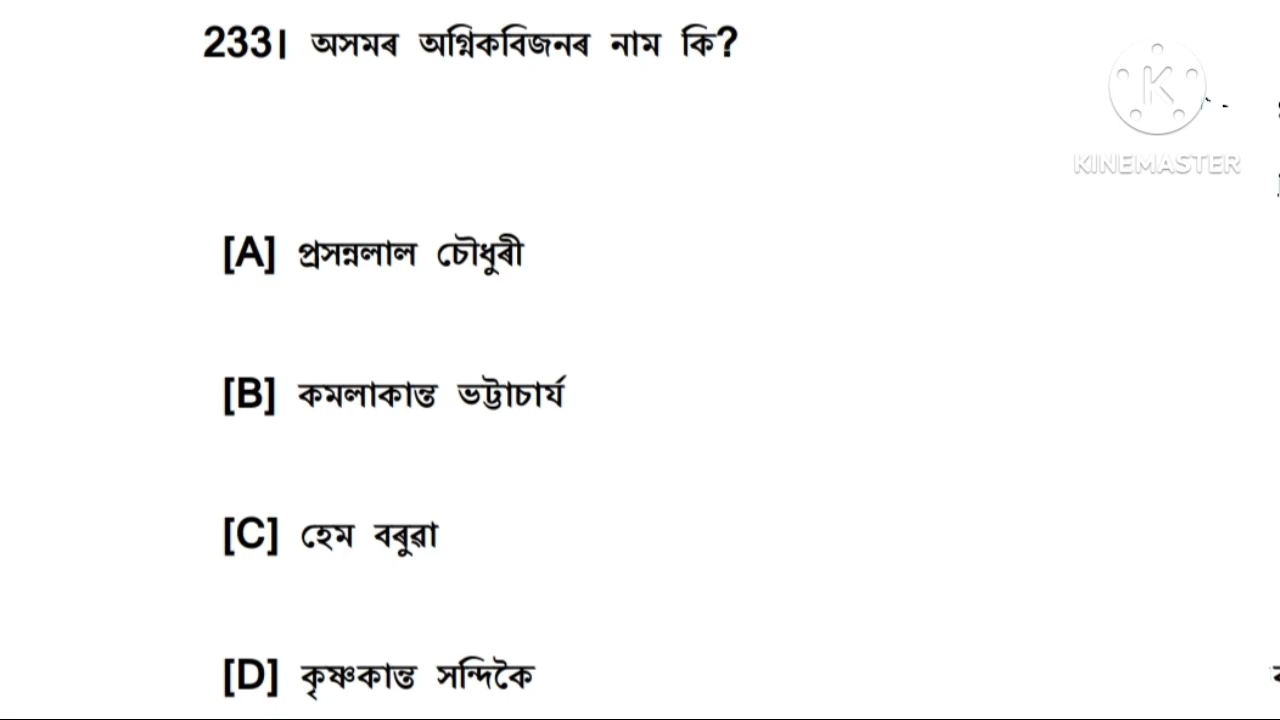 233। অসমৰ অগ্নিকবিজনৰ নাম কি?
KINEMASTER
[A] প্ৰসন্নলাল চৌধুৰী
[B] কমলাকান্ত ভট্টাচাৰ্য
[C] হেম বৰুৱা
[D] কৃষ্ণকান্ত সন্দিকৈ